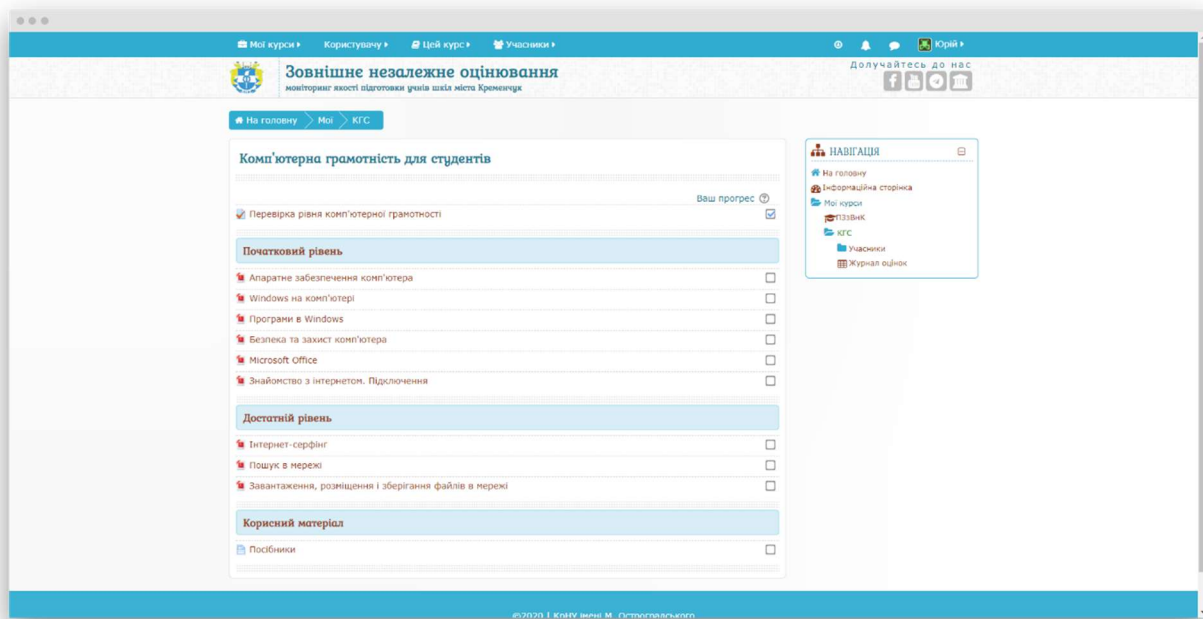 Мої курси Користувачу Цей курс Учасники Юрій
Зовнішнє незалежне оцінювання
моніторинг якості підготовки учнів шкіл міста Кременчук
Долучайтесь до нас
На головну Мої КГС
Комп'ютерна грамотність для студентів
Ваш прогрес
Перевірка рівня комп'ютерної грамотності
Початковий рівень
Апаратне забезпечення комп'ютера
Windows на комп'ютері
Програми в Windows
Безпека та захист комп'ютера
Microsoft Office
Знайомство з інтернетом. Підключення
Достатній рівень
Інтернет-серфінг
Пошук в мережі
Завантаження, розміщення і зберігання файлів в мережі
Корисний матеріал
Посібники
НАВІГАЦІЯ
На головну
Інформаційна сторінка
Мої курси
ПЗЗВнК
КГС
Учасники
Журнал оцінок
©2020 | КрНУ імені М. Остроградського